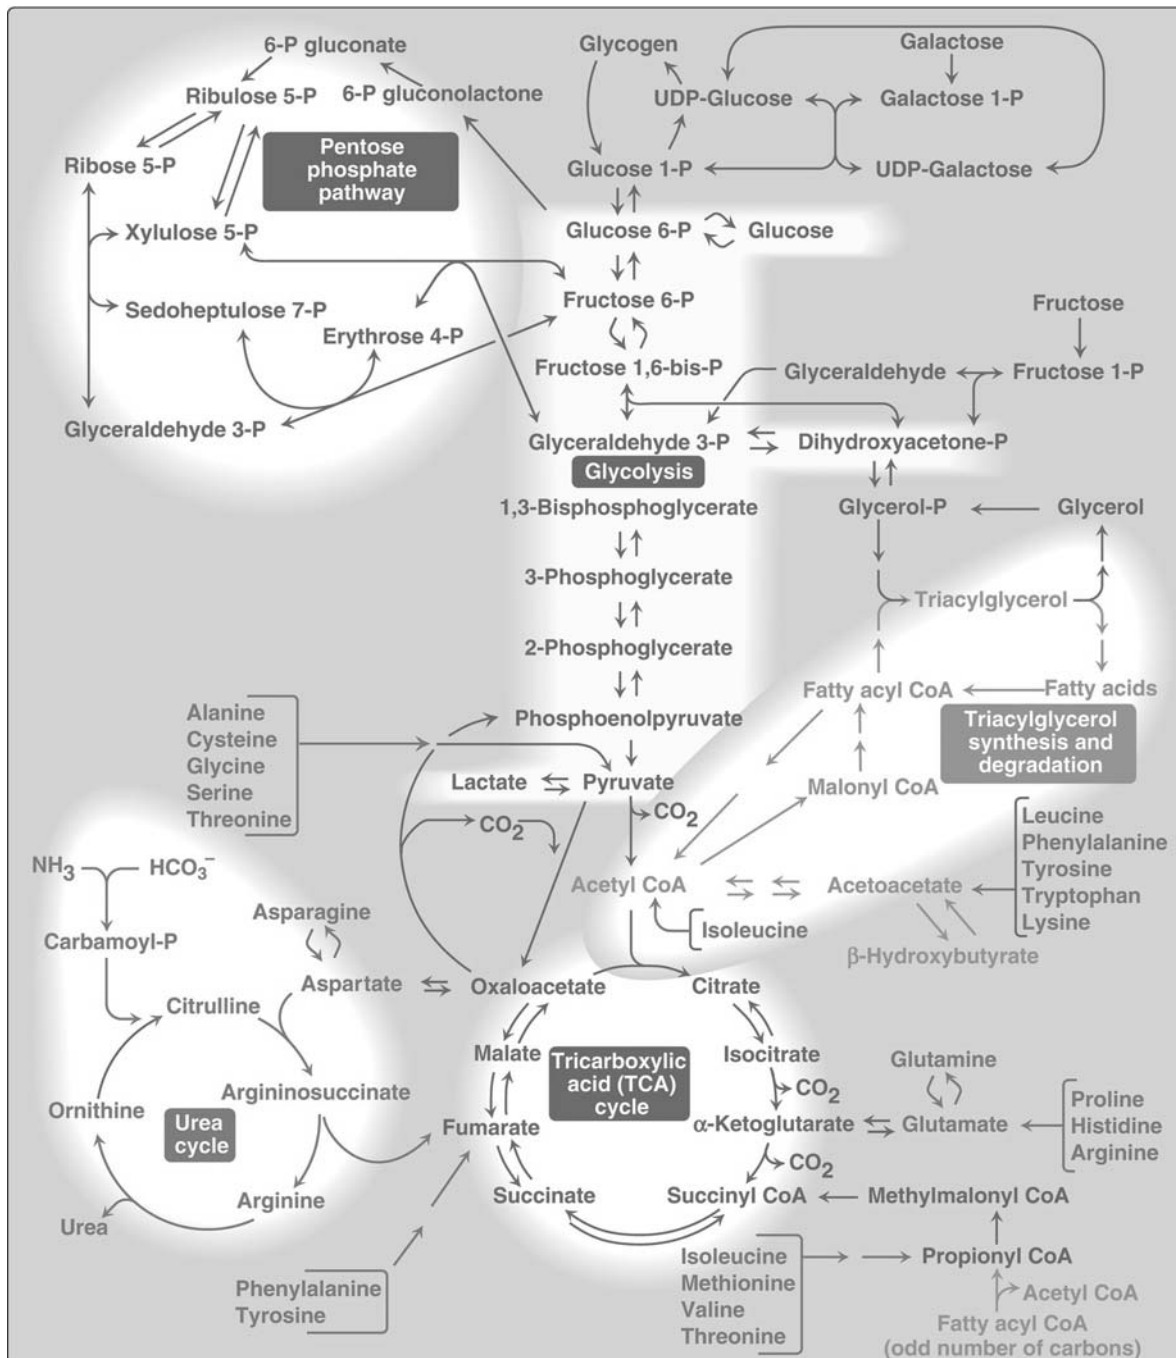 6-P gluconate
Glycogen
Galactose
Ribulose 5-P
6-P gluconolactone
UDP-Glucose
Galactose 1-P
Pentose
phosphate
pathway
Ribose 5-P
Glucose 1-P
UDP-Galactose
Xylulose 5-P
Glucose 6-P
Glucose
Sedoheptulose 7-P
Fructose 6-P
Fructose
Erythrose 4-P
Fructose 1,6-bis-P
Glyceraldehyde
Fructose 1-P
Glyceraldehyde 3-P
Glyceraldehyde 3-P
Dihydroxyacetone-P
Glycolysis
1,3-Bisphosphoglycerate
Glycerol-P
Glycerol
3-Phosphoglycerate
Triacylglycerol
2-Phosphoglycerate
Fatty acyl CoA
Fatty acids
Alanine
Cysteine
Glycine
Serine
Threonine
Phosphoenolpyruvate
Triacylglycerol
synthesis and
degradation
Lactate
Pyruvate
Malonyl CoA
CO2
CO2
Leucine
Phenylalanine
Tyrosine
Tryptophan
Lysine
NH3
HCO3−
Acetyl CoA
Acetoacetate
Asparagine
Isoleucine
Carbamoyl-P
β-Hydroxybutyrate
Aspartate
Oxaloacetate
Citrate
Citrulline
Malate
Tricarboxylic
acid (TCA)
cycle
Isocitrate
Glutamine
CO2
Argininosuccinate
Ornithine
Urea
cycle
Fumarate
α-Ketoglutarate
Glutamate
Proline
Histidine
Arginine
CO2
Arginine
Succinate
Succinyl CoA
Methylmalonyl CoA
Urea
Isoleucine
Methionine
Valine
Threonine
Propionyl CoA
Phenylalanine
Tyrosine
Acetyl CoA
Fatty acyl CoA
(odd number of carbons)